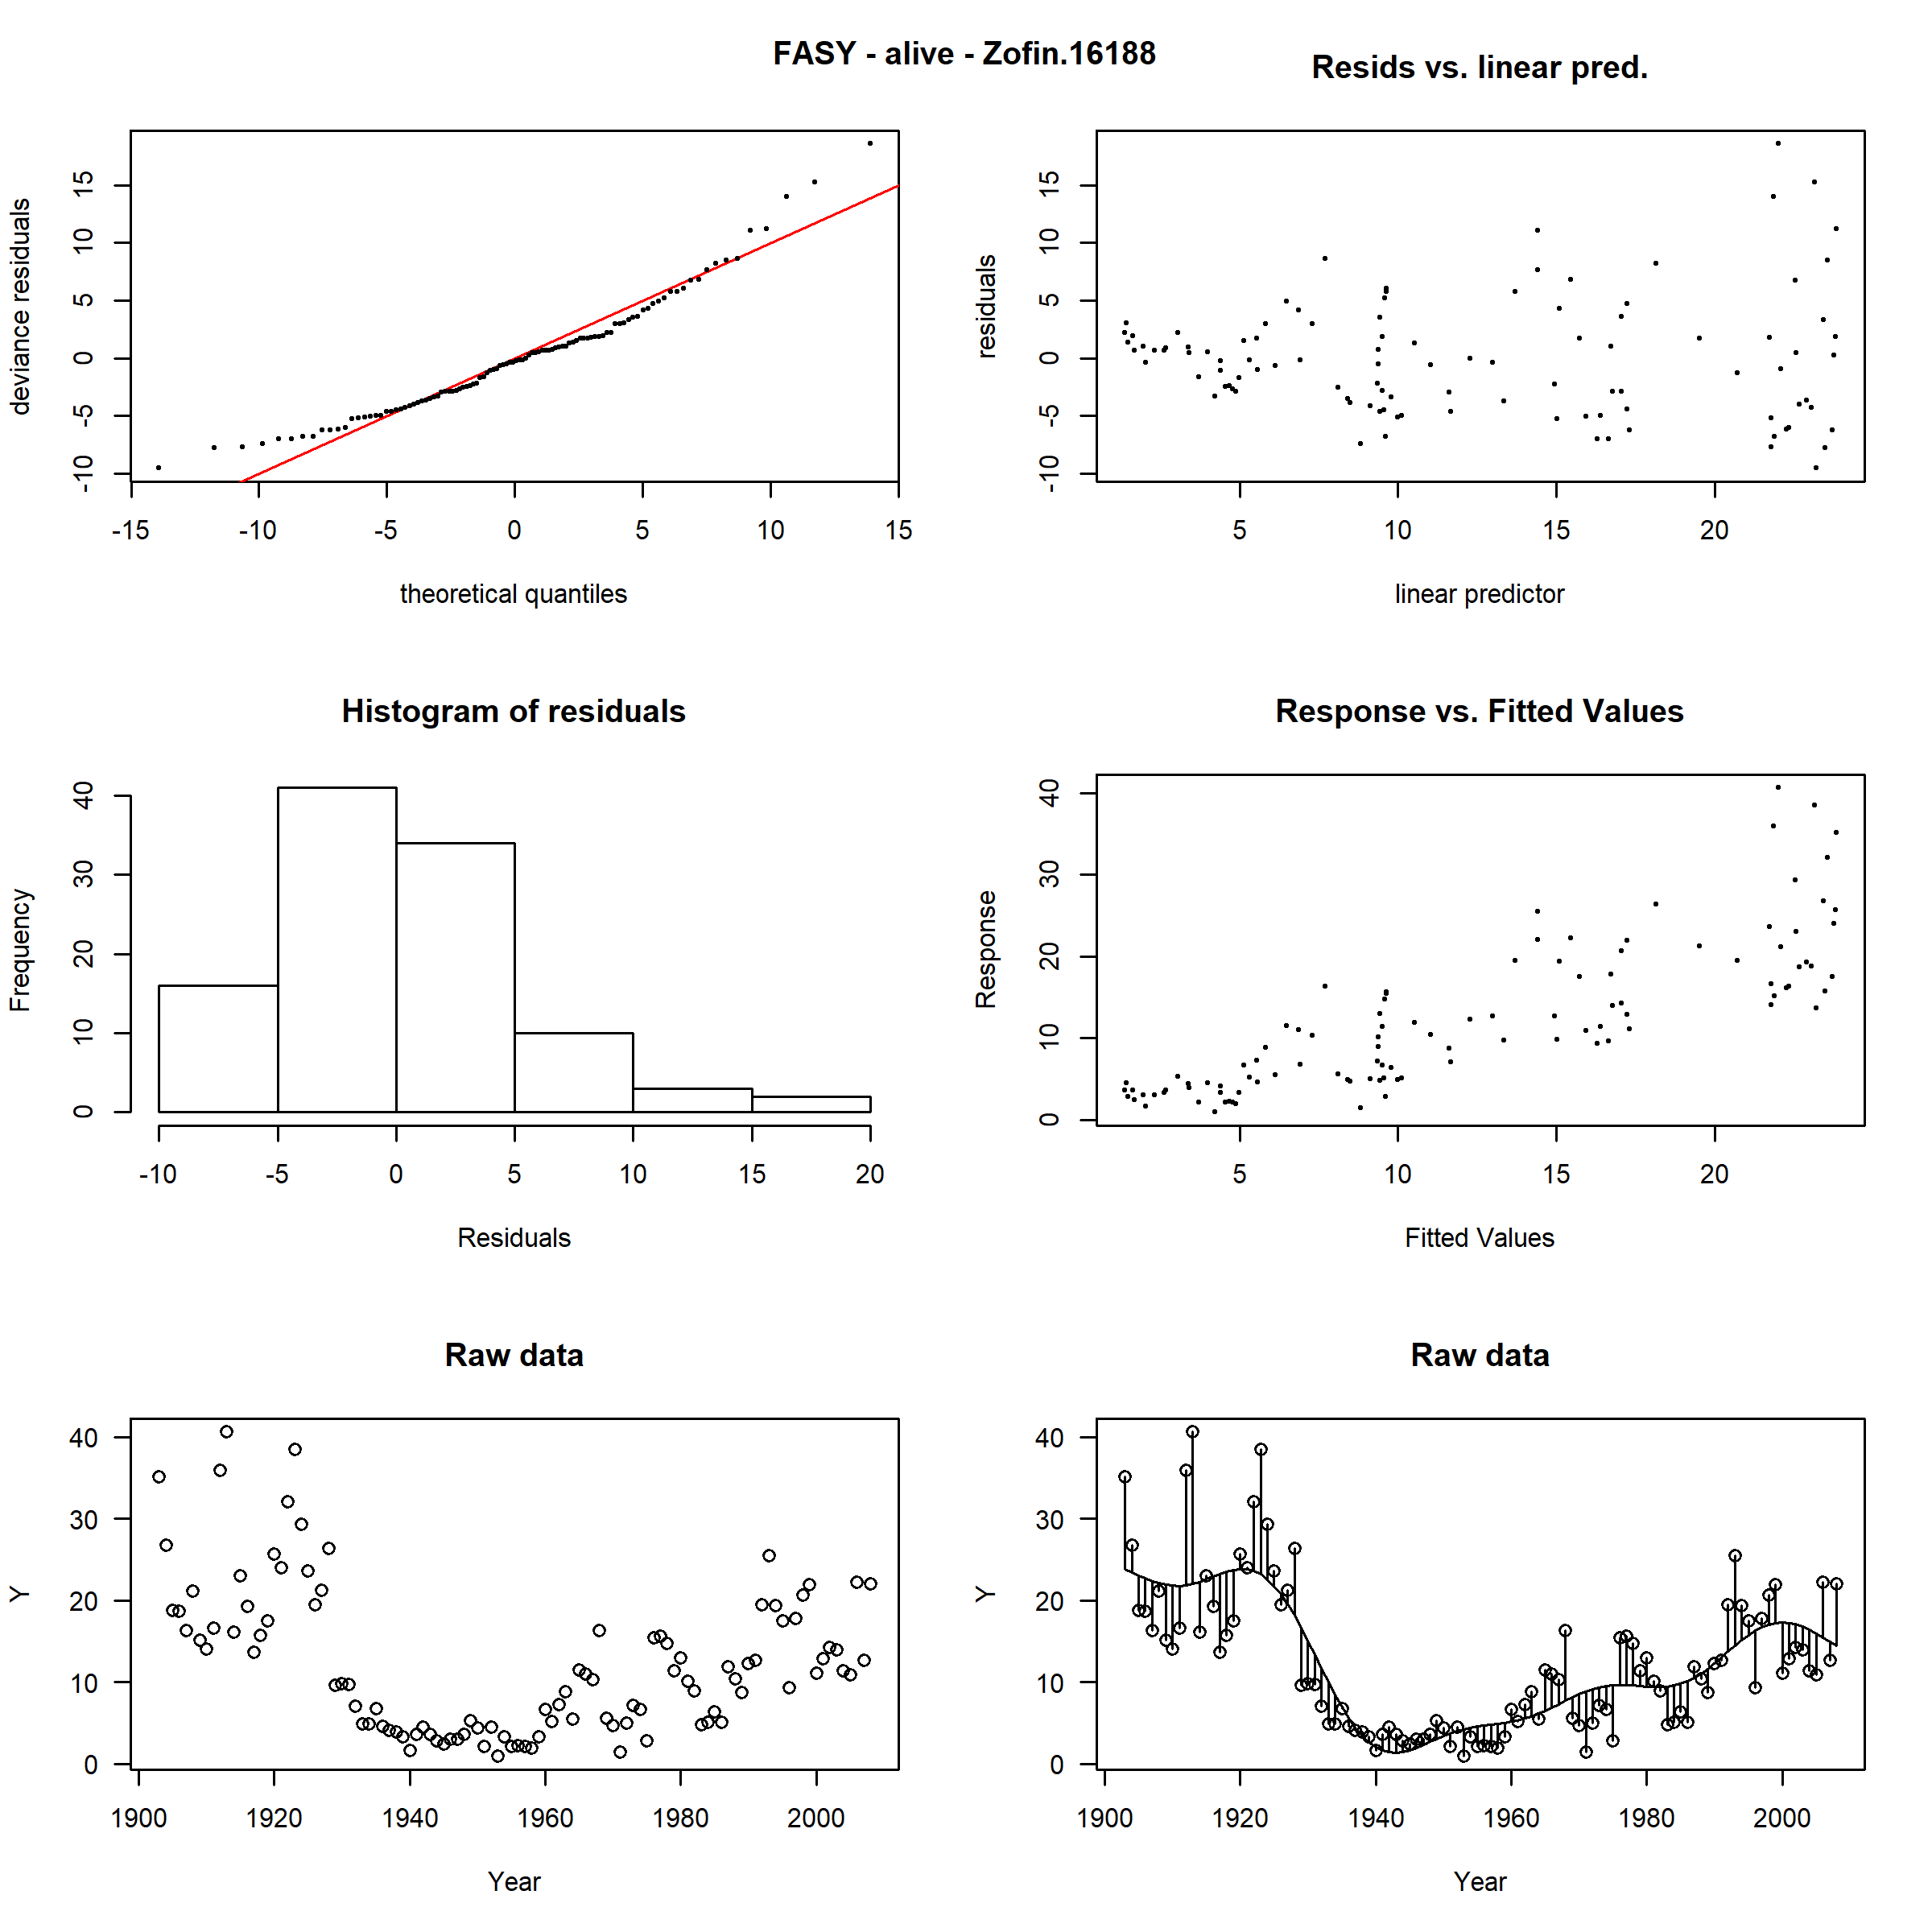 FASY - alive - Zofin.16188
Resids vs. linear pred.
deviance residuals
-10 -5 0 5 10 15
-15 -10 -5 0 5 10 15
theoretical quantiles
residuals
-10 -5 0 5 10 15
5 10 15 20
linear predictor
Histogram of residuals
Frequency
0 10 20 30 40
-10 -5 0 5 10 15 20
Residuals
Response vs. Fitted Values
Response
0 10 20 30 40
5 10 15 20
Fitted Values
Raw data
Y
0 10 20 30 40
1900 1920 1940 1960 1980 2000
Year
Raw data
Y
0 10 20 30 40
1900 1920 1940 1960 1980 2000
Year